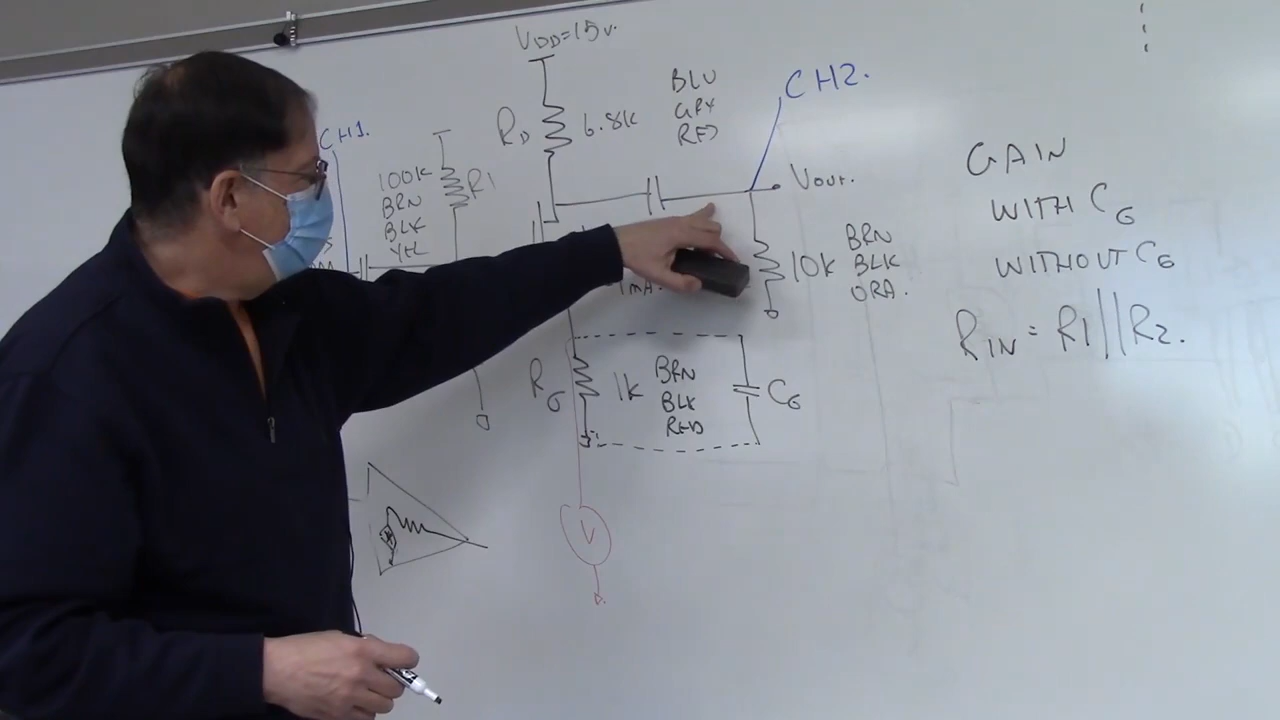 VDD=15v.
RD 6.8K
BLU
GRY
RED
CH2.
CH1.
100K
BRN
BLK
YEL
R1
Vout.
10K
BRN
BLK
ORA.
1mA.
RG
1K
BRN
BLK
RED
CG
V
GAIN
WITH CG
WITHOUT CG
RIN = R1||R2.